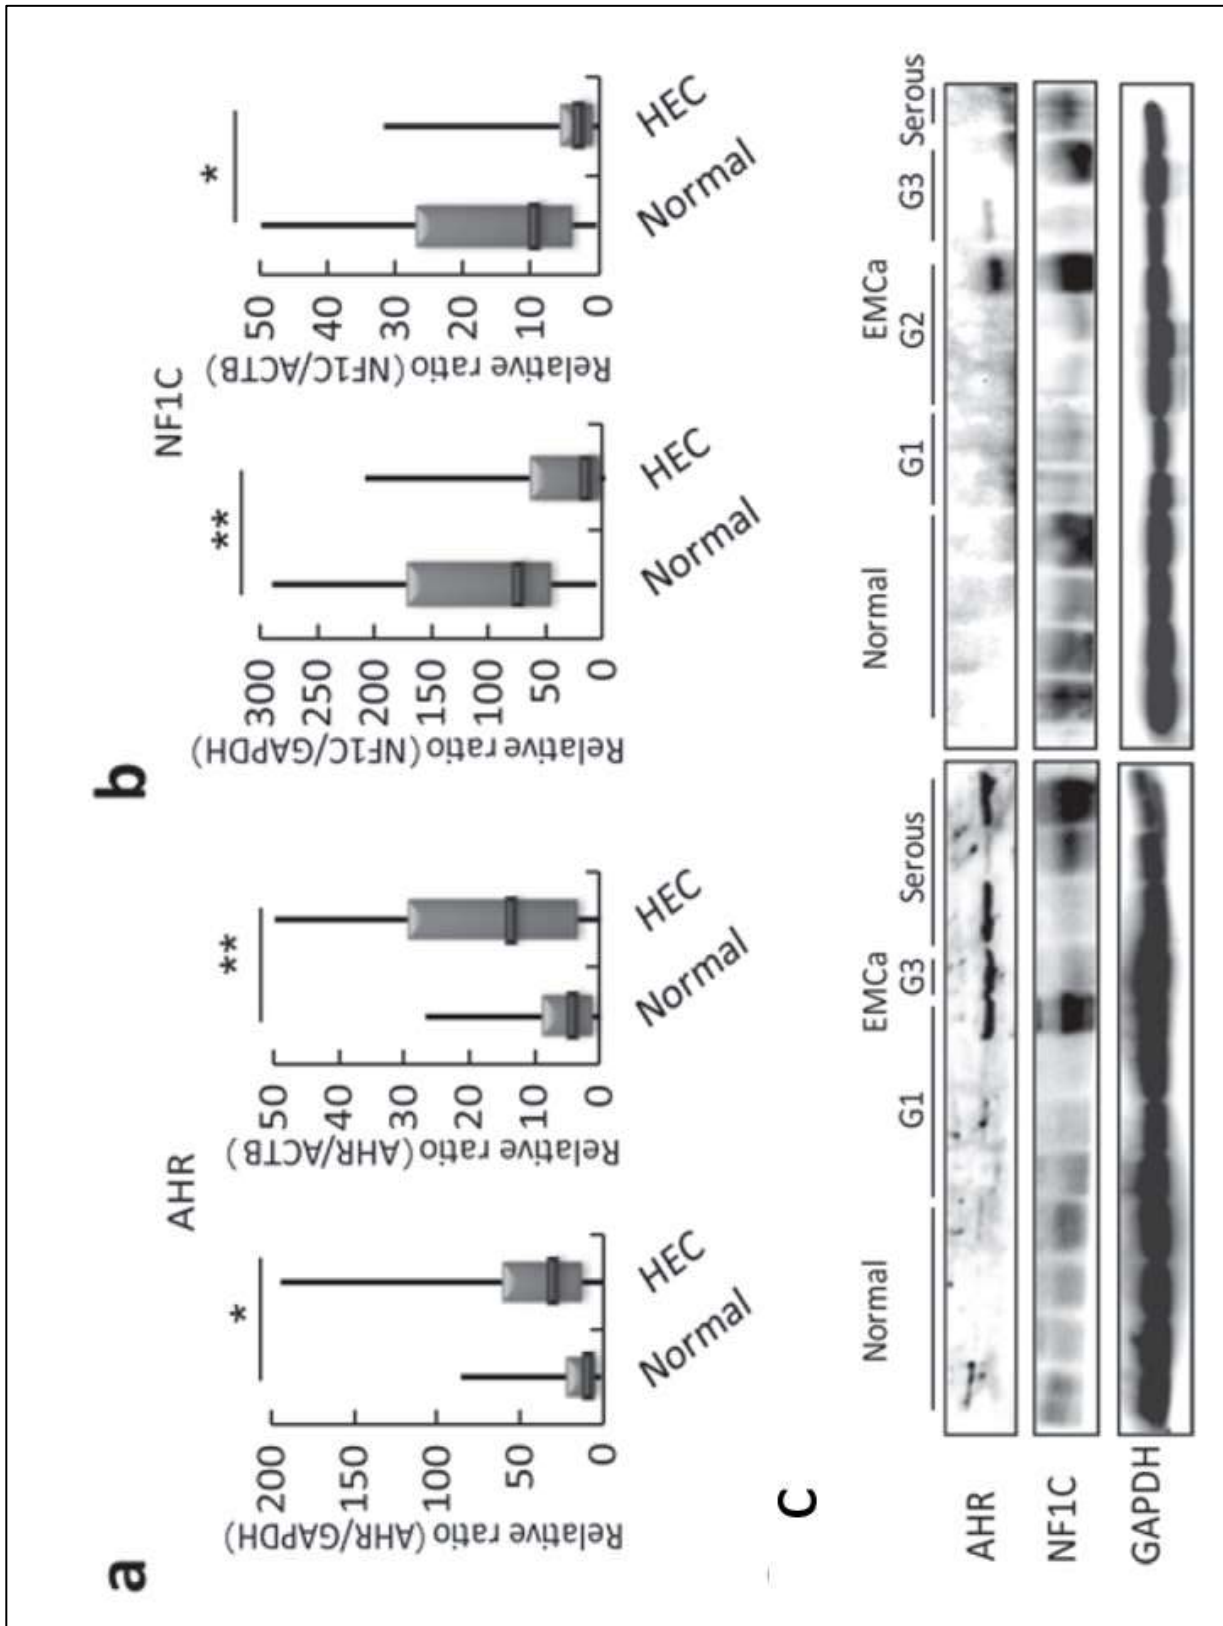 a
AHR
Relative ratio (AHR/GAPDH)
200
150
100
50
0
*
Normal
HEC
Relative ratio (AHR/ACTB)
50
40
30
20
10
0
**
Normal
HEC
b
NF1C
Relative ratio (NF1C/GAPDH)
300
250
200
150
100
50
0
**
Normal
HEC
Relative ratio (NF1C/ACTB)
50
40
30
20
10
0
*
Normal
HEC
C
EMCa
Normal
G1
G3
Serous
EMCa
Normal
G1
G2
G3
Serous
AHR
NF1C
GAPDH